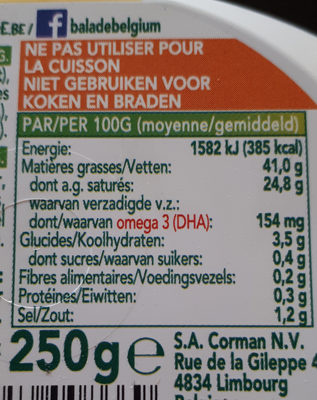 E.BE / f baladebelgium
NE PAS UTILISER POUR
LA CUISSON
NIET GEBRUIKEN VOOR
KOKEN EN BRADEN
PAR/PER 100G (moyenne/gemiddeld)
Energie: 1582 kJ (385 kcal)
Matières grasses/Vetten: 41,0 g
dont a.g. saturés: 24,8 g
waarvan verzadigde v.z.:
dont/waarvan omega 3 (DHA): 154 mg
Glucides/Koolhydraten: 3,5 g
dont sucres/waarvan suikers: 0,4 g
Fibres alimentaires/Voedingsvezels: 0,2 g
Protéines/Eiwitten: 0,3 g
Sel/Zout: 1,2 g
250g e
S.A. Corman N.V.
Rue de la Gileppe 4
4834 Limbourg